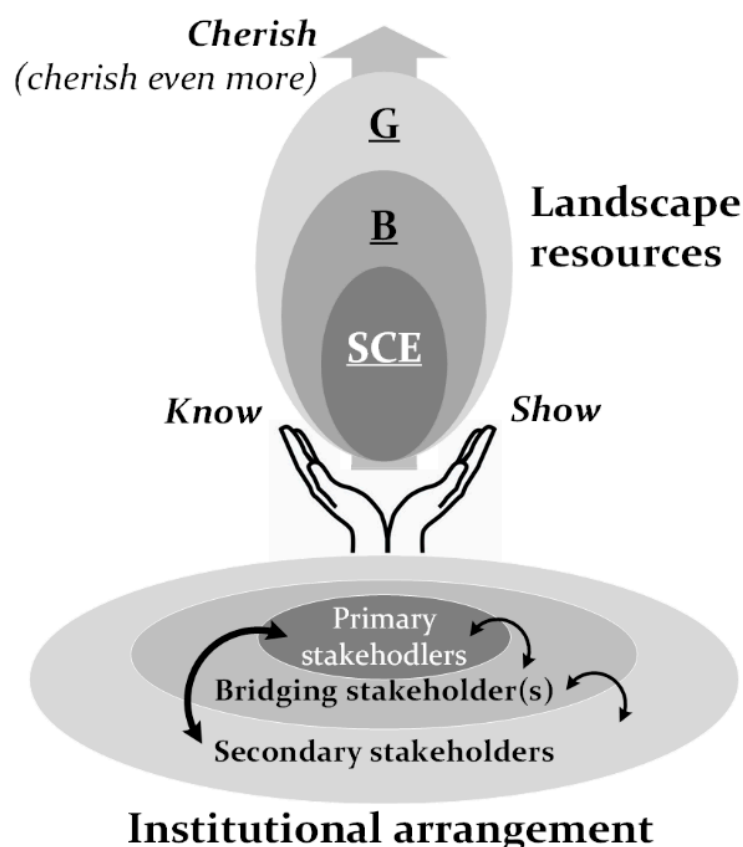 Cherish
(cherish even more)
G
B
Landscape
resources
SCE
Know
Show
Primary
stakehodlers
Bridging stakeholder(s)
Secondary stakeholders
Institutional arrangement